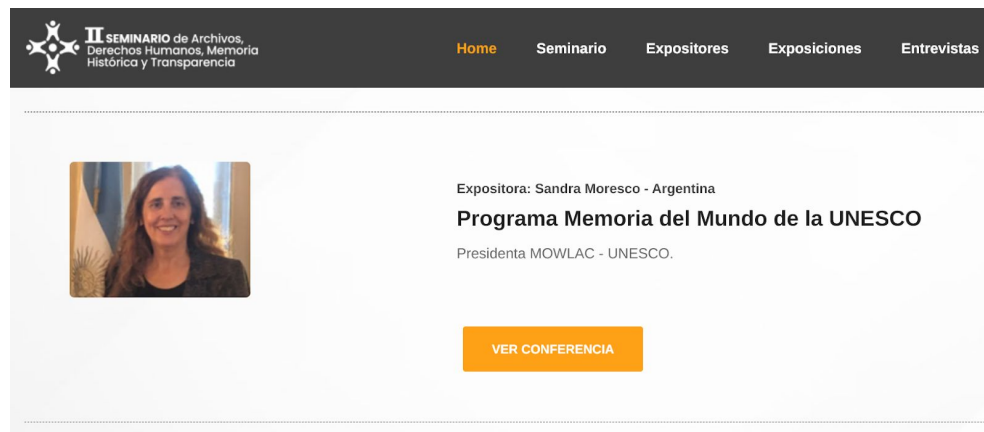 II SEMINARIO de Archivos,
Derechos Humanos, Memoria
Histórica y Transparencia
Home Seminario Expositores Exposiciones Entrevistas
Expositora: Sandra Moresco - Argentina
Programa Memoria del Mundo de la UNESCO
Presidenta MOWLAC - UNESCO.
VER CONFERENCIA